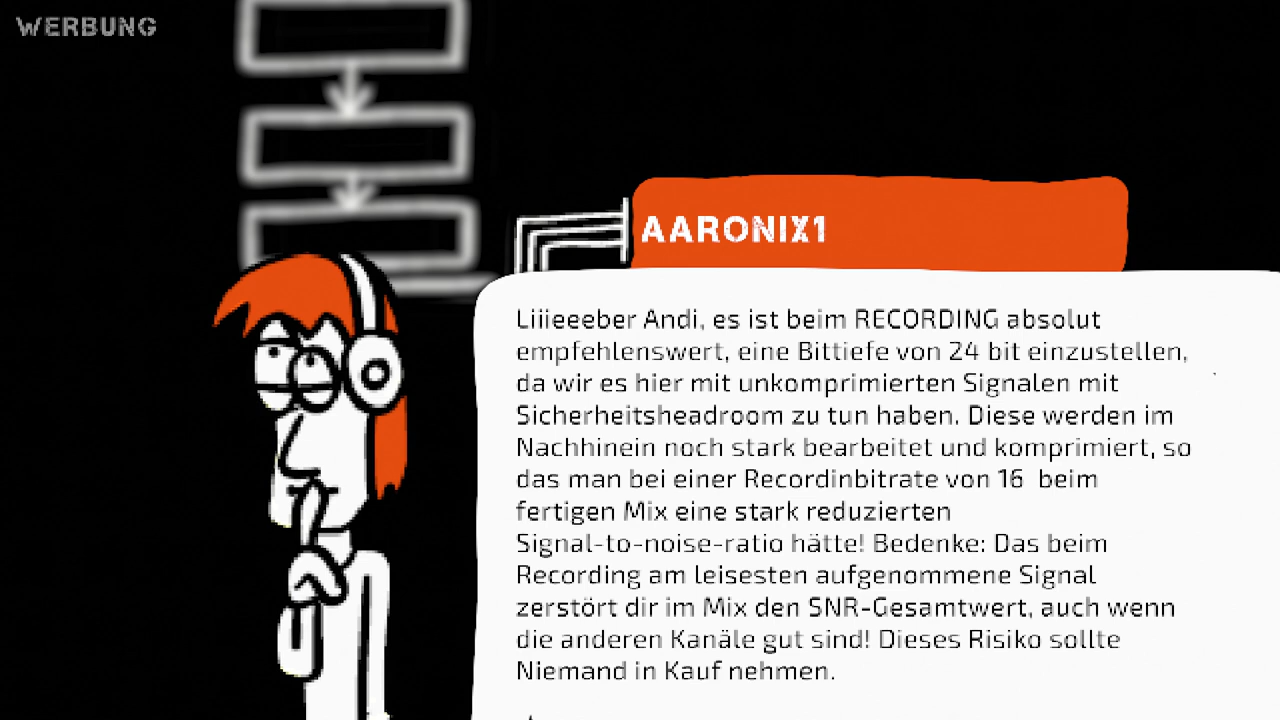 WERBUNG
AARONIX1
Liiieeeber Andi, es ist beim RECORDING absolut
empfehlenswert, eine Bittiefe von 24 bit einzustellen,
da wir es hier mit unkomprimierten Signalen mit
Sicherheitsheadroom zu tun haben. Diese werden im
Nachhinein noch stark bearbeitet und komprimiert, so
das man bei einer Recordinbitrate von 16  beim
fertigen Mix eine stark reduzierten
Signal-to-noise-ratio hätte! Bedenke: Das beim
Recording am leisesten aufgenommene Signal
zerstört dir im Mix den SNR-Gesamtwert, auch wenn
die anderen Kanäle gut sind! Dieses Risiko sollte
Niemand in Kauf nehmen.